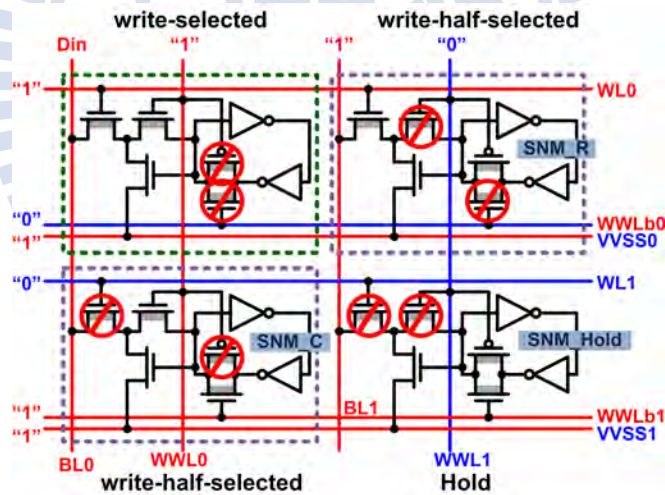 write-selected
write-half-selected
Din
"1"
"1"
"0"
"1"
WL0
SNM_R
"0"
WWLb0
"1"
VVSS0
"0"
WL1
SNM_C
SNM_Hold
BL1
"1"
WWLb1
"1"
VVSS1
BL0
WWL0
WWL1
write-half-selected
Hold